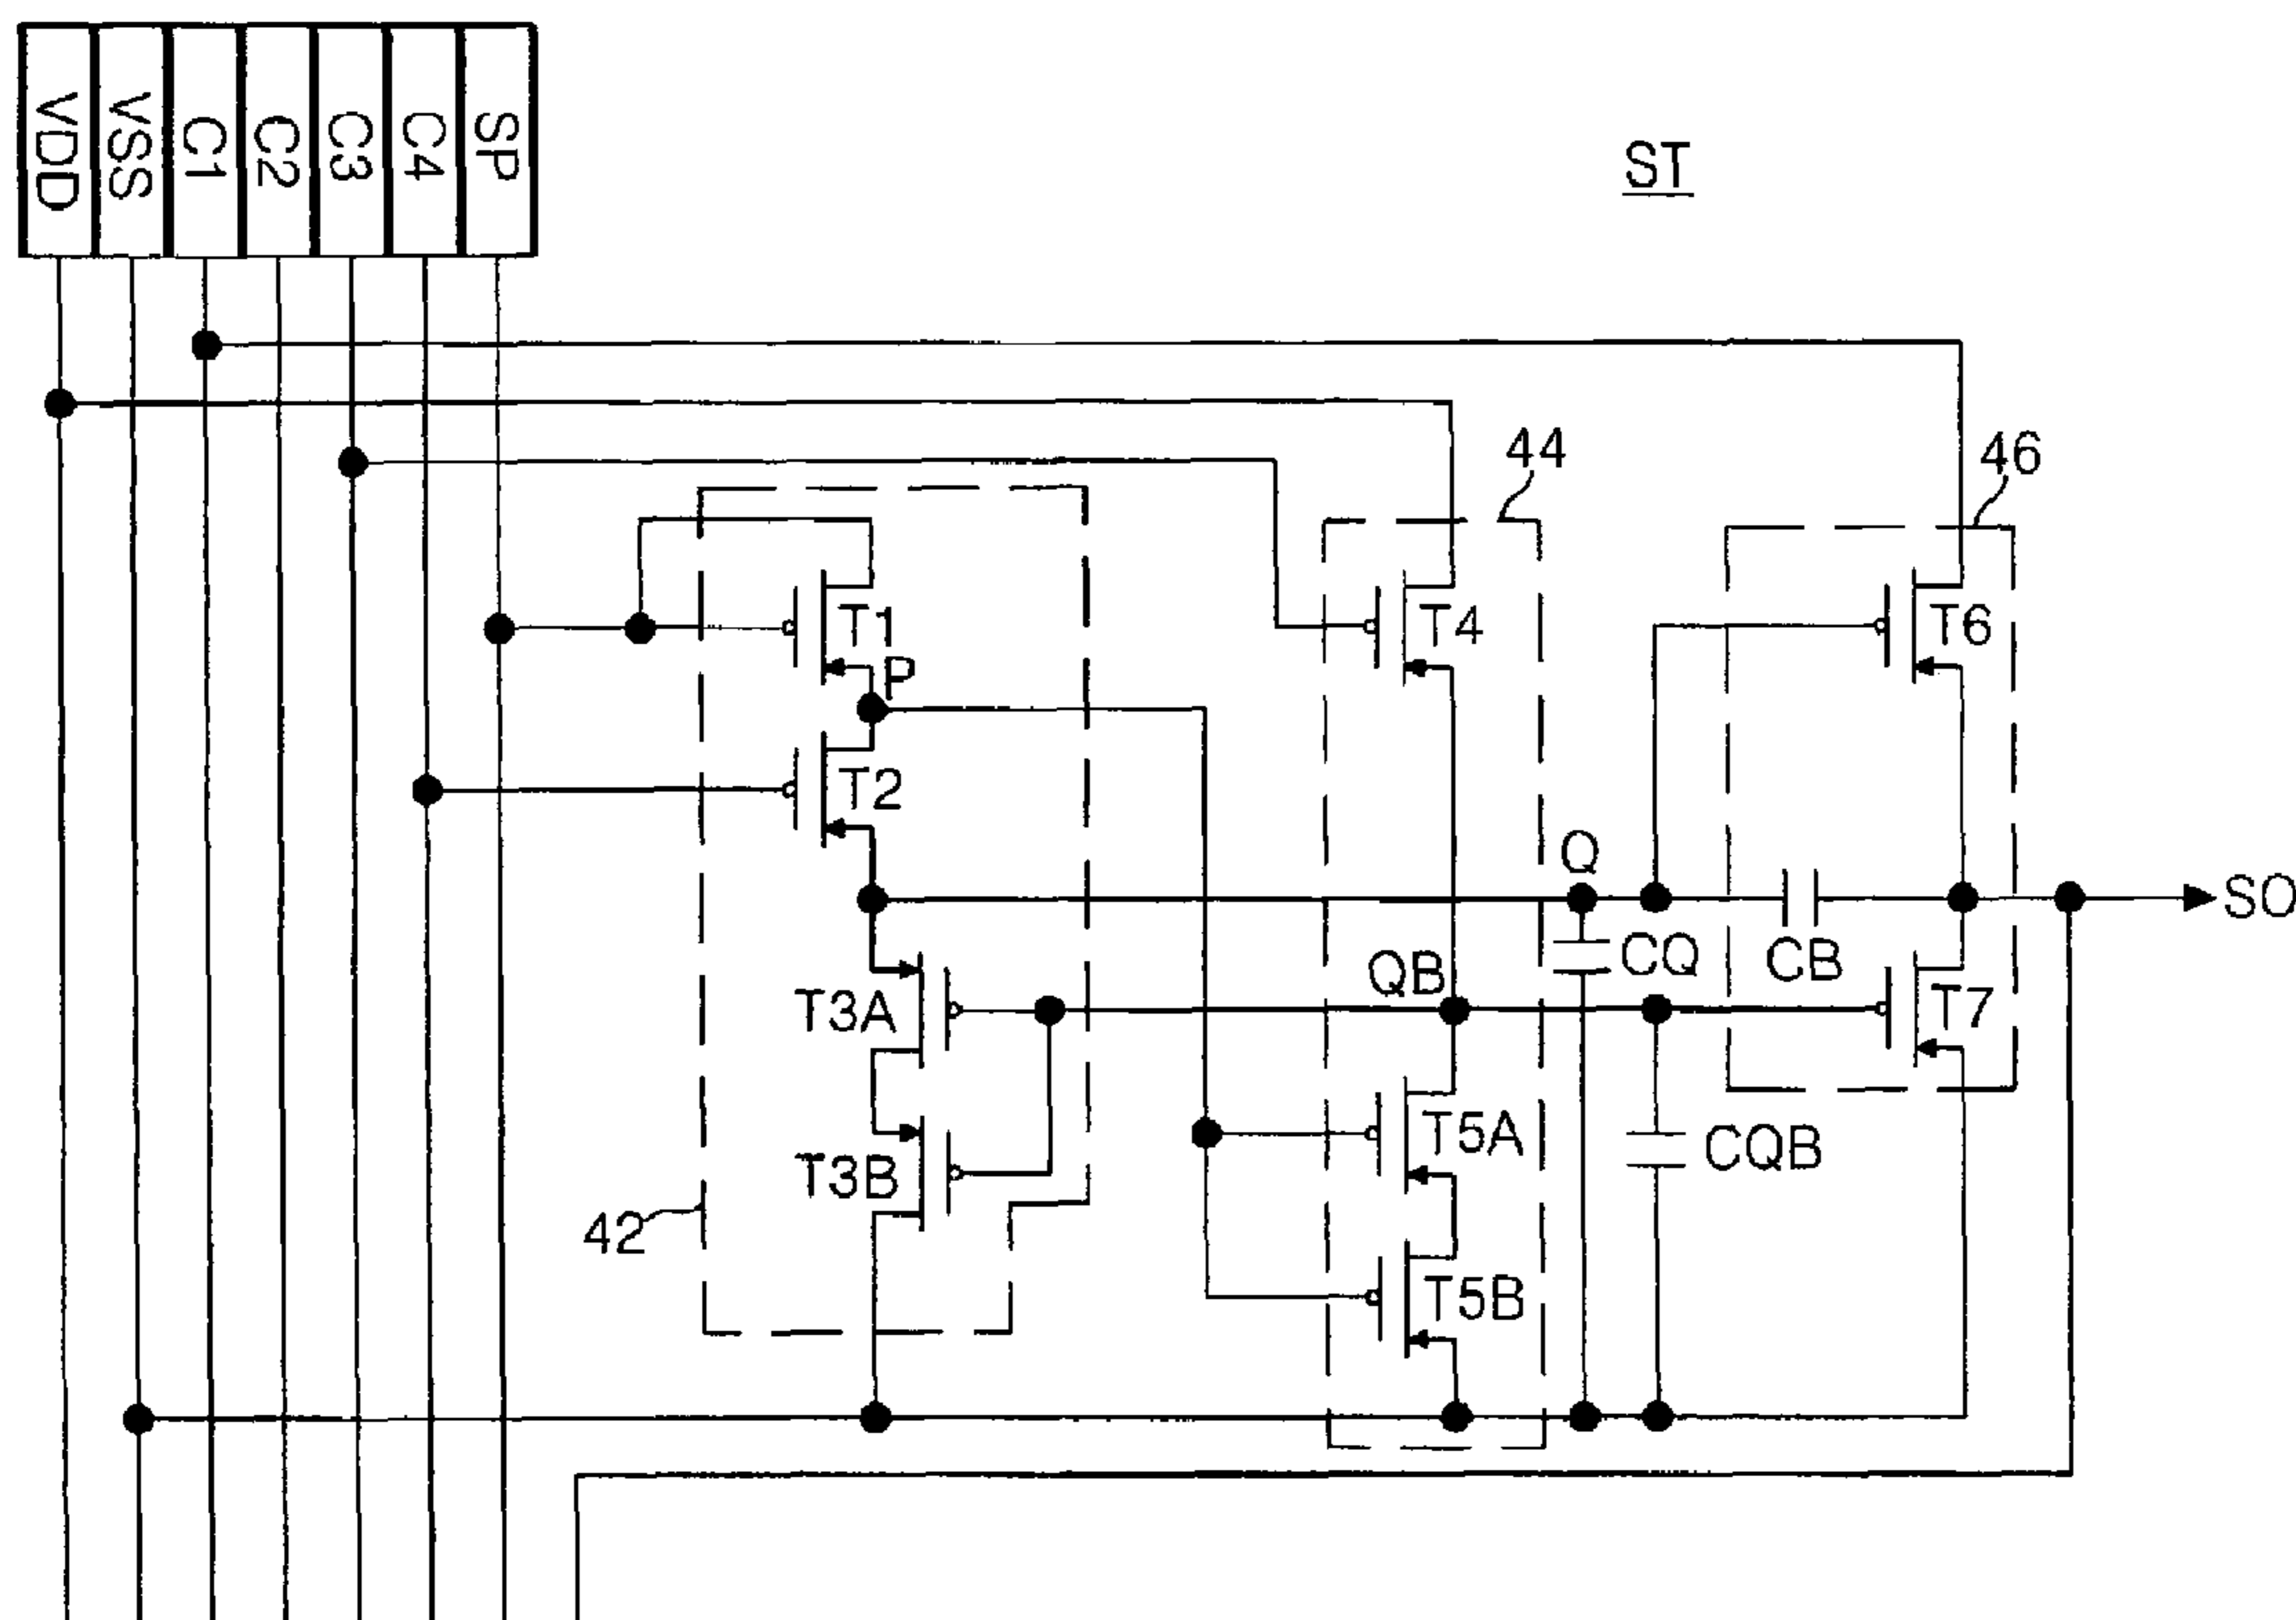 VDD
VSS
C1
C2
C3
C4
SP
ST
44
46
T1
T4
T6
P
T2
Q
SO
CQ
CB
QB
T3A
T7
T5A
CQB
T3B
42
T5B